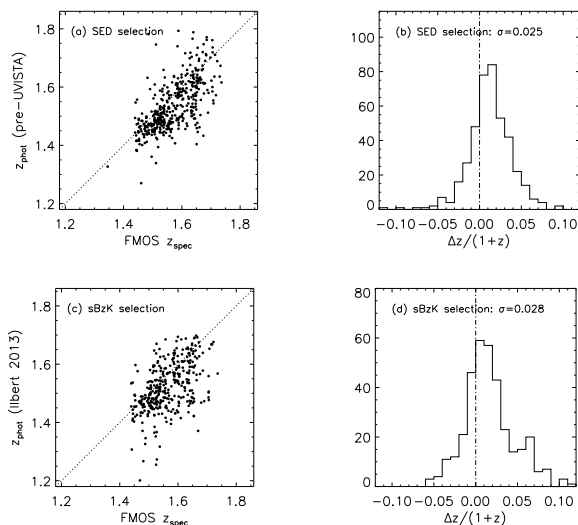 (a) SED selection
1.8
1.6
1.4
1.2
z_phot (pre-UVISTA)
1.2 1.4 1.6 1.8
FMOS z_spec
(b) SED selection: σ=0.025
100
80
60
40
20
0
-0.10 -0.05 0.00 0.05 0.10
Δz/(1+z)
(c) sBzK selection
1.8
1.6
1.4
1.2
z_phot (Ilbert 2013)
1.2 1.4 1.6 1.8
FMOS z_spec
(d) sBzK selection: σ=0.028
80
60
40
20
0
-0.10 -0.05 0.00 0.05 0.10
Δz/(1+z)